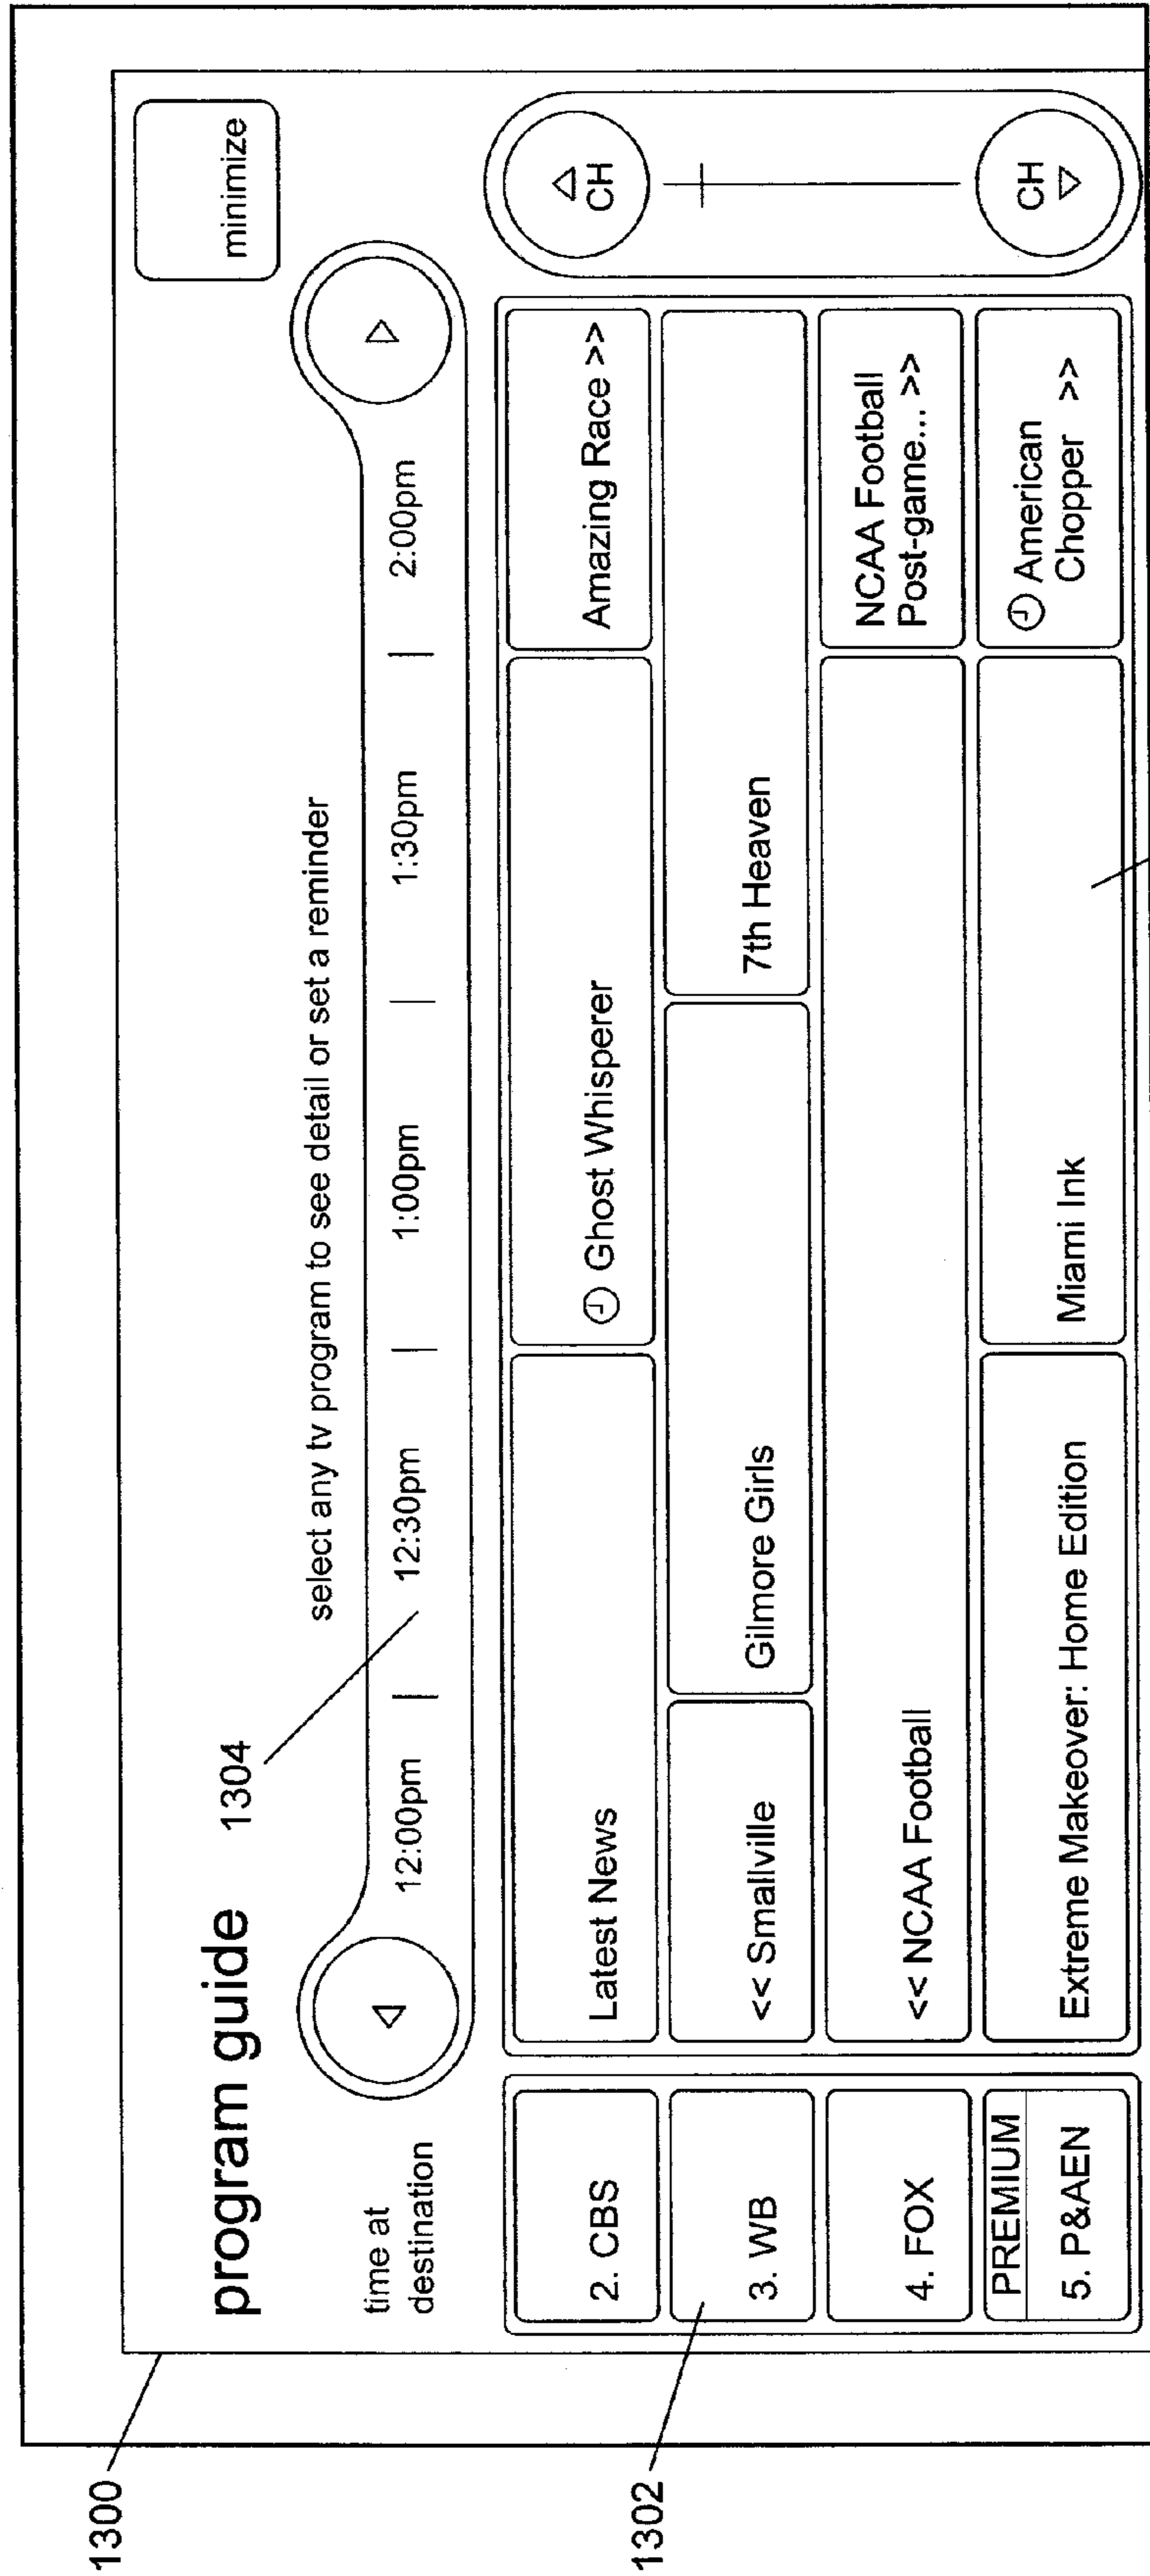 1300
program guide
1304
minimize
select any tv program to see detail or set a reminder
time at
destination
12:00pm | 12:30pm | 1:00pm | 1:30pm | 2:00pm
1302
2. CBS
Latest News
Ghost Whisperer
Amazing Race >>
CH
3. WB
<< Smallville
Gilmore Girls
7th Heaven
4. FOX
<< NCAA Football
NCAA Football
Post-game... >>
PREMIUM
5. P&AEN
Extreme Makeover: Home Edition
Miami Ink
American
Chopper >>
CH